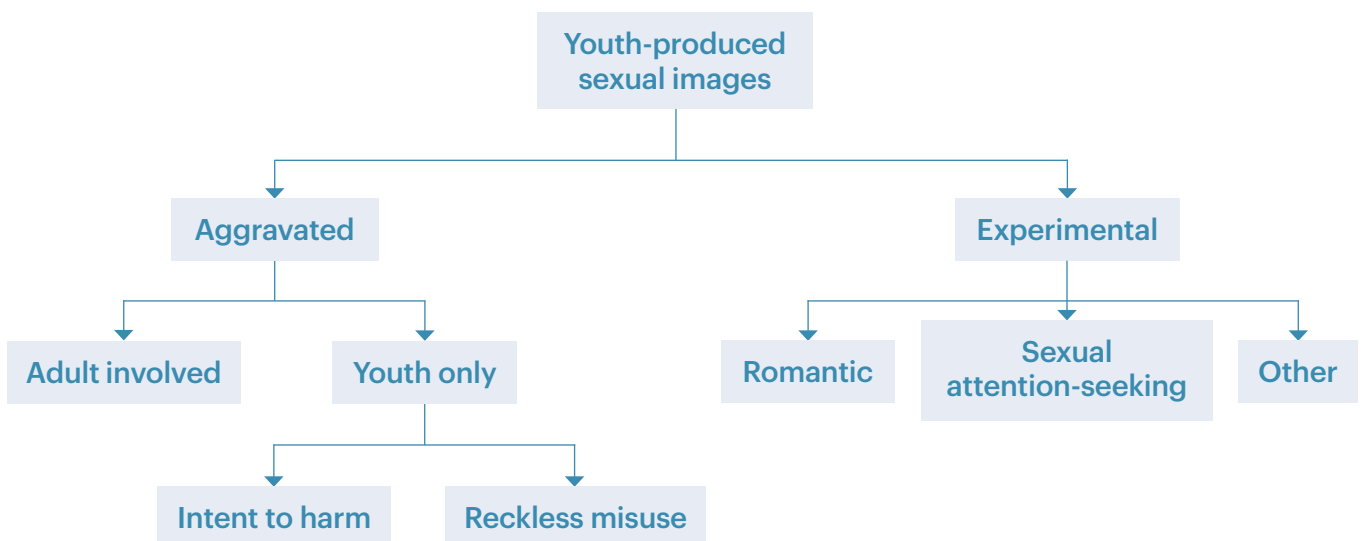 Youth-produced
sexual images
Aggravated
Experimental
Adult involved
Youth only
Romantic
Sexual
attention-seeking
Other
Intent to harm
Reckless misuse